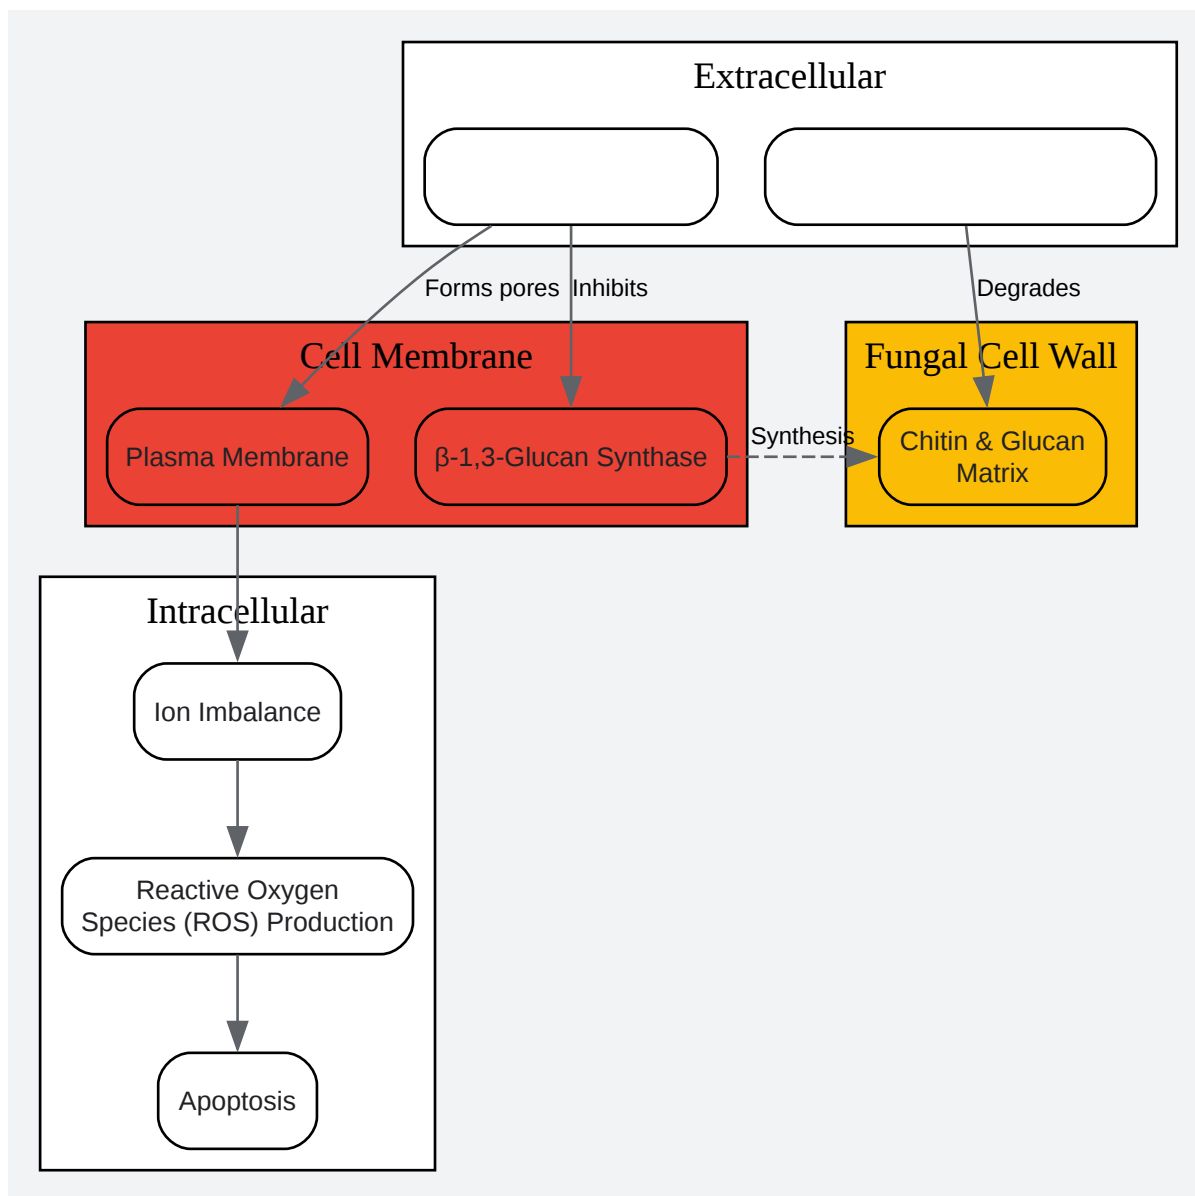 Extracellular
Forms pores
Inhibits
Degrades
Cell Membrane
Fungal Cell Wall
Plasma Membrane
β-1,3-Glucan Synthase
Synthesis
Chitin & Glucan
Matrix
Intracellular
Ion Imbalance
Reactive Oxygen
Species (ROS) Production
Apoptosis